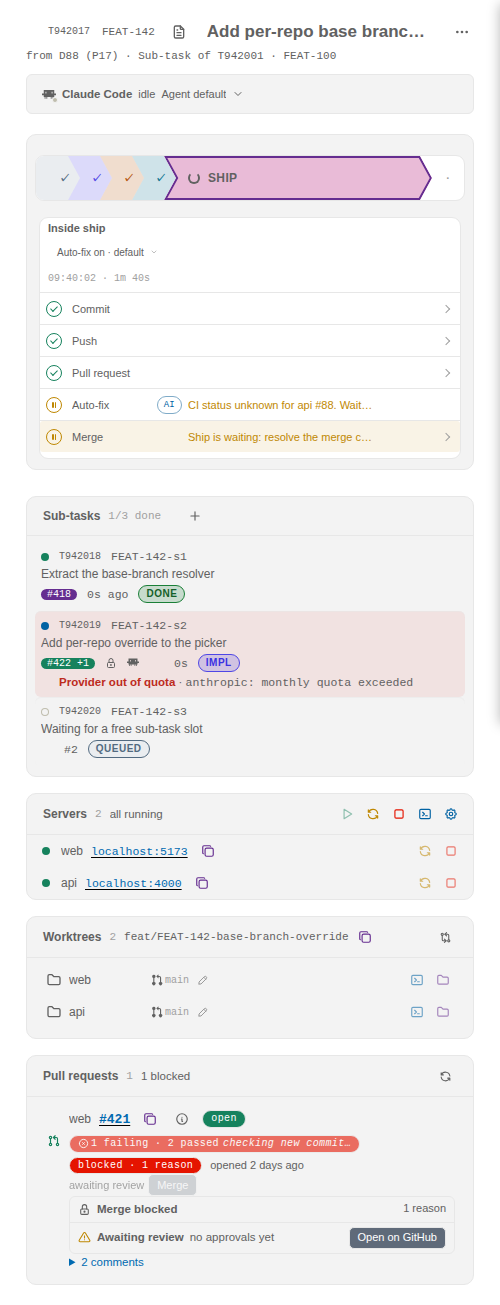 T942017 FEAT-142 Add per-repo base branc…
from D88 (P17) · Sub-task of T942001 · FEAT-100
Claude Code idle Agent default
SHIP
Inside ship
Auto-fix on · default
09:40:02 · 1m 40s
Commit
Push
Pull request
Auto-fix AI CI status unknown for api #88. Wait…
Merge Ship is waiting: resolve the merge c…
Sub-tasks 1/3 done
T942018 FEAT-142-s1
Extract the base-branch resolver
#418 0s ago DONE
T942019 FEAT-142-s2
Add per-repo override to the picker
#422 +1 0s IMPL
Provider out of quota · anthropic: monthly quota exceeded
T942020 FEAT-142-s3
Waiting for a free sub-task slot
#2 QUEUED
Servers 2 all running
web localhost:5173
api localhost:4000
Worktrees 2 feat/FEAT-142-base-branch-override
web main
api main
Pull requests 1 1 blocked
web #421 open
1 failing · 2 passed checking new commit…
blocked · 1 reason opened 2 days ago
awaiting review Merge
Merge blocked 1 reason
Awaiting review no approvals yet Open on GitHub
2 comments